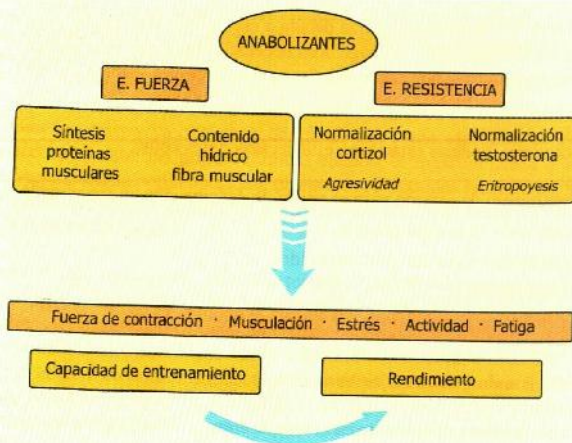 ANABOLIZANTES
E. FUERZA
E. RESISTENCIA
Síntesis
proteínas
musculares
Contenido
hídrico
fibra muscular
Normalización
cortizol
Agresividad
Normalización
testosterona
Eritropoyesis
Fuerza de contracción · Musculación · Estrés · Actividad · Fatiga
Capacidad de entrenamiento
Rendimiento